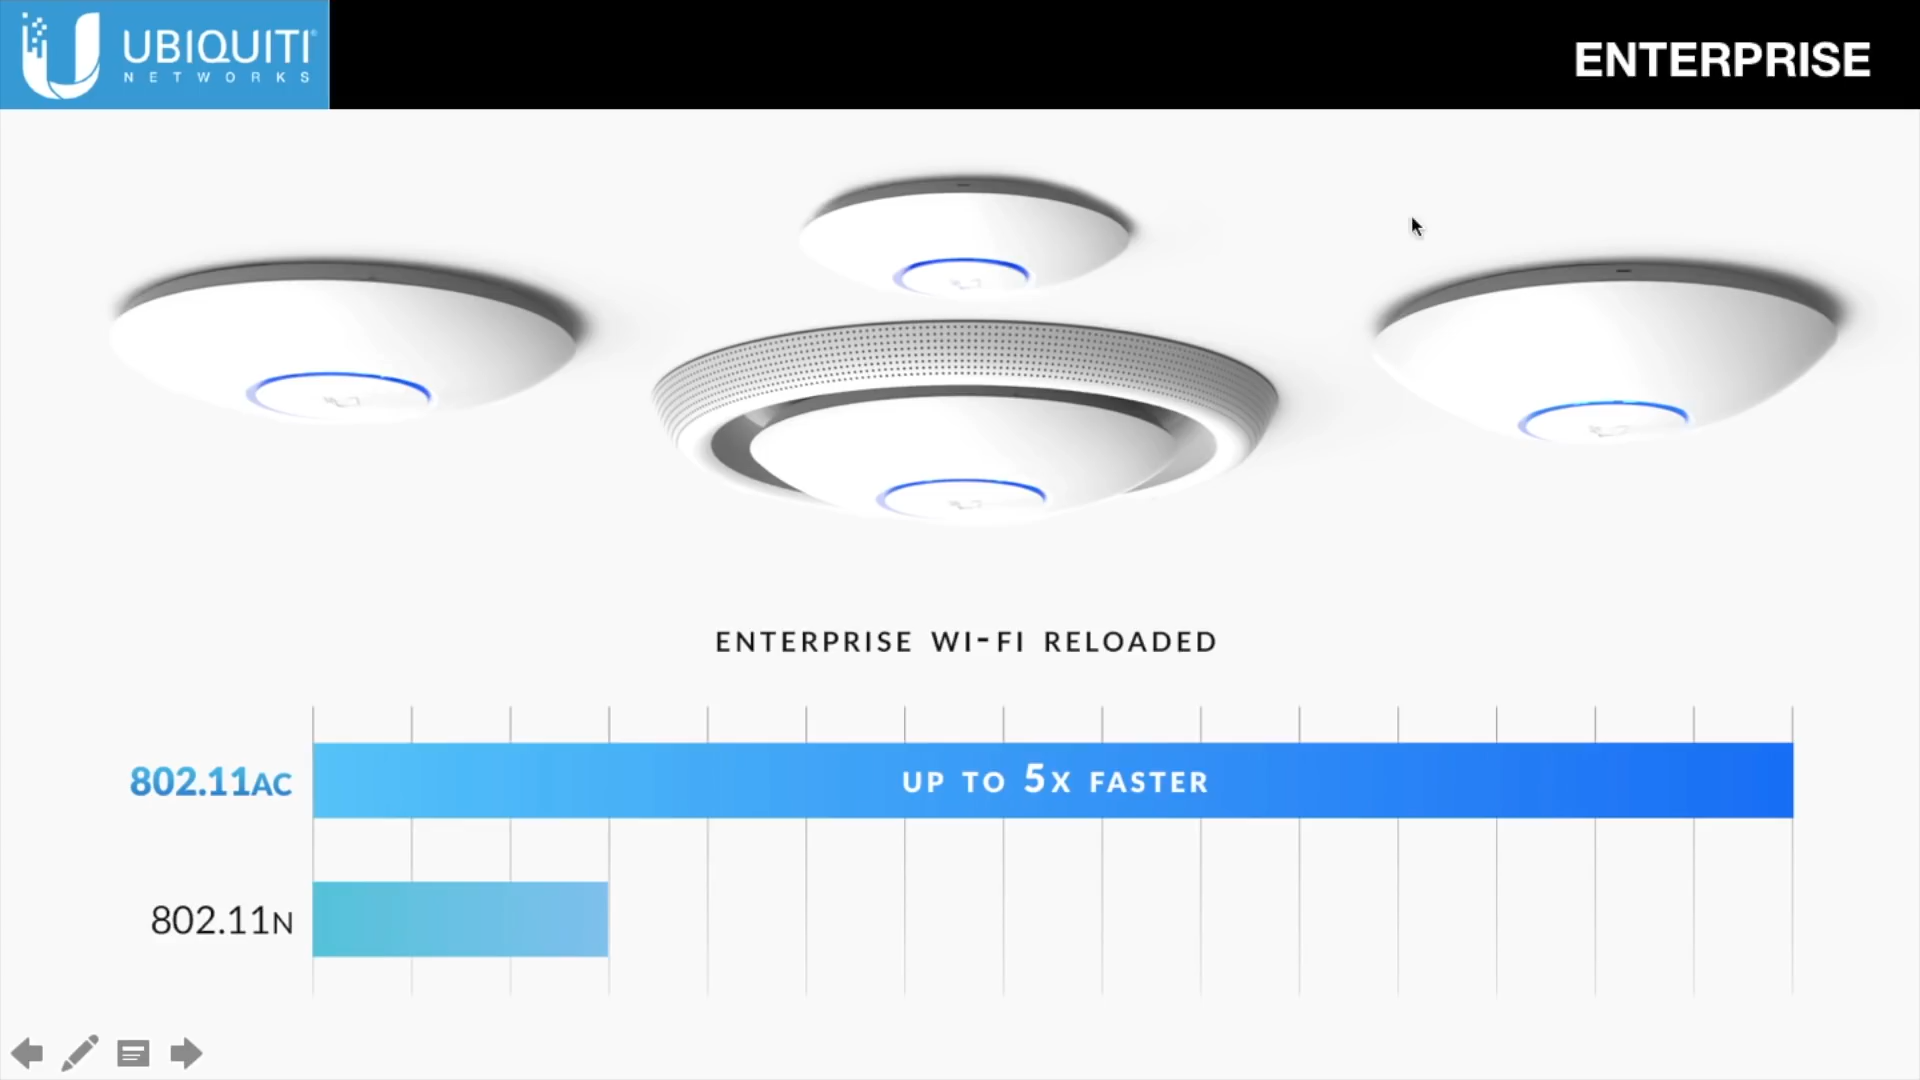 UBIQUITI
NETWORKS
ENTERPRISE
ENTERPRISE WI-FI RELOADED
802.11AC
UP TO 5X FASTER
802.11N